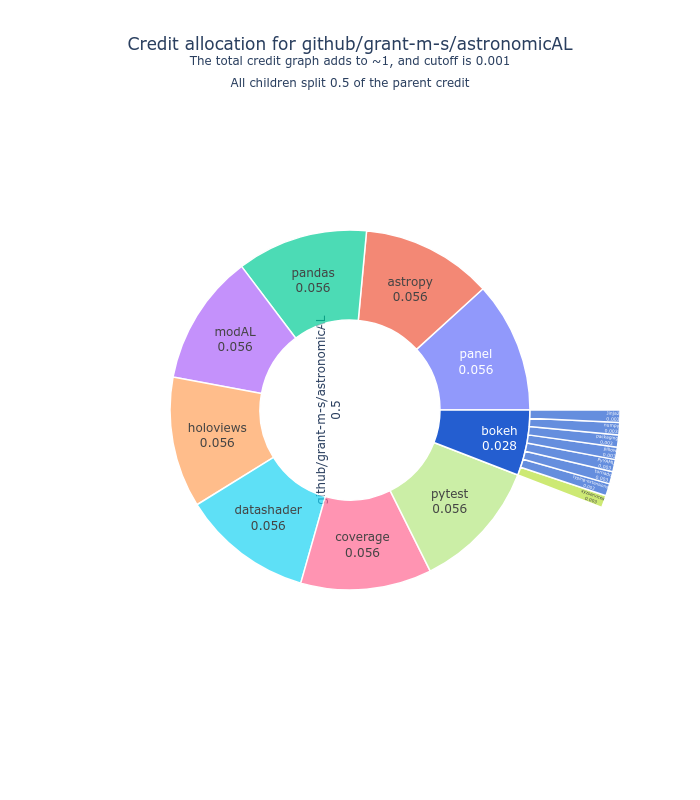 Credit allocation for github/grant-m-s/astronomicAL
The total credit graph adds to ~1, and cutoff is 0.001
All children split 0.5 of the parent credit
pandas
0.056
astropy
0.056
modAL
0.056
panel
0.056
github/grant-m-s/astronomicAL
0.5
holoviews
0.056
bokeh
0.028
datashader
0.056
pytest
0.056
coverage
0.056